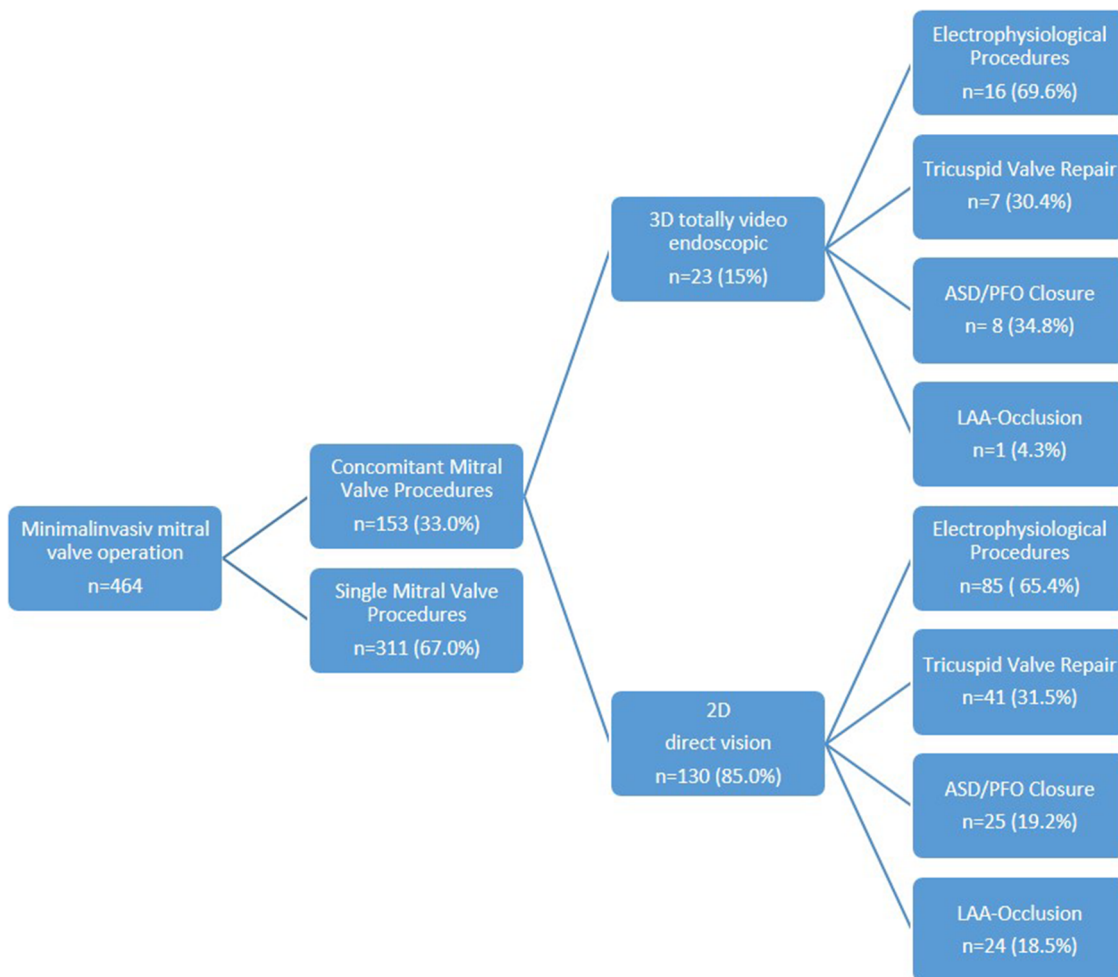 Minimalinvasiv mitral
valve operation
n=464
Concomitant Mitral
Valve Procedures
n=153 (33.0%)
Single Mitral Valve
Procedures
n=311 (67.0%)
3D totally video
endoscopic
n=23 (15%)
2D
direct vision
n=130 (85.0%)
Electrophysiological
Procedures
n=16 (69.6%)
Tricuspid Valve Repair
n=7 (30.4%)
ASD/PFO Closure
n= 8 (34.8%)
LAA-Occlusion
n=1 (4.3%)
Electrophysiological
Procedures
n=85 ( 65.4%)
Tricuspid Valve Repair
n=41 (31.5%)
ASD/PFO Closure
n=25 (19.2%)
LAA-Occlusion
n=24 (18.5%)